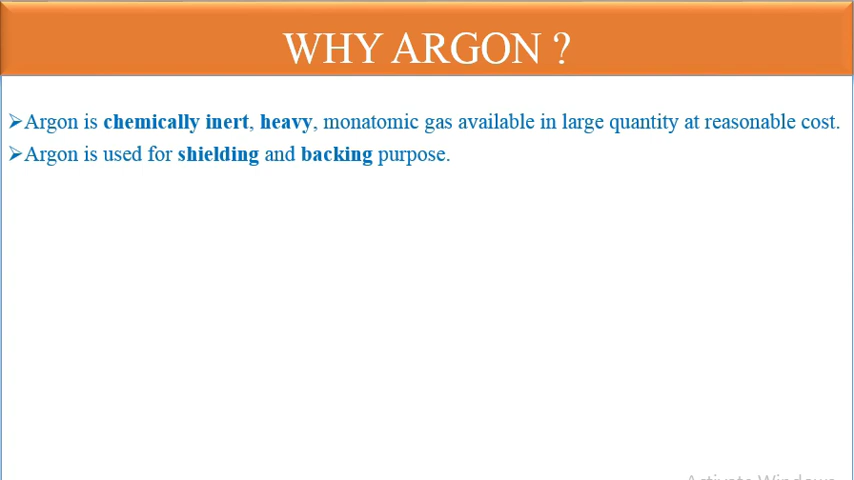 WHY ARGON ?
➢Argon is chemically inert, heavy, monatomic gas available in large quantity at reasonable cost.
➢Argon is used for shielding and backing purpose.
Activate Windows